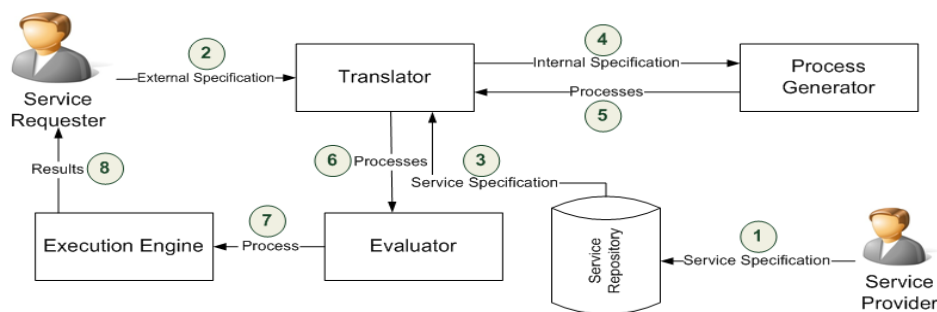 2
External Specification
Translator
4
Internal Specification
Process
Generator
Processes
5
Service
Requester
Results
8
6
Processes
3
Service Specification
7
Execution Engine
Process
Evaluator
Service
Repository
1
Service Specification
Service
Provider